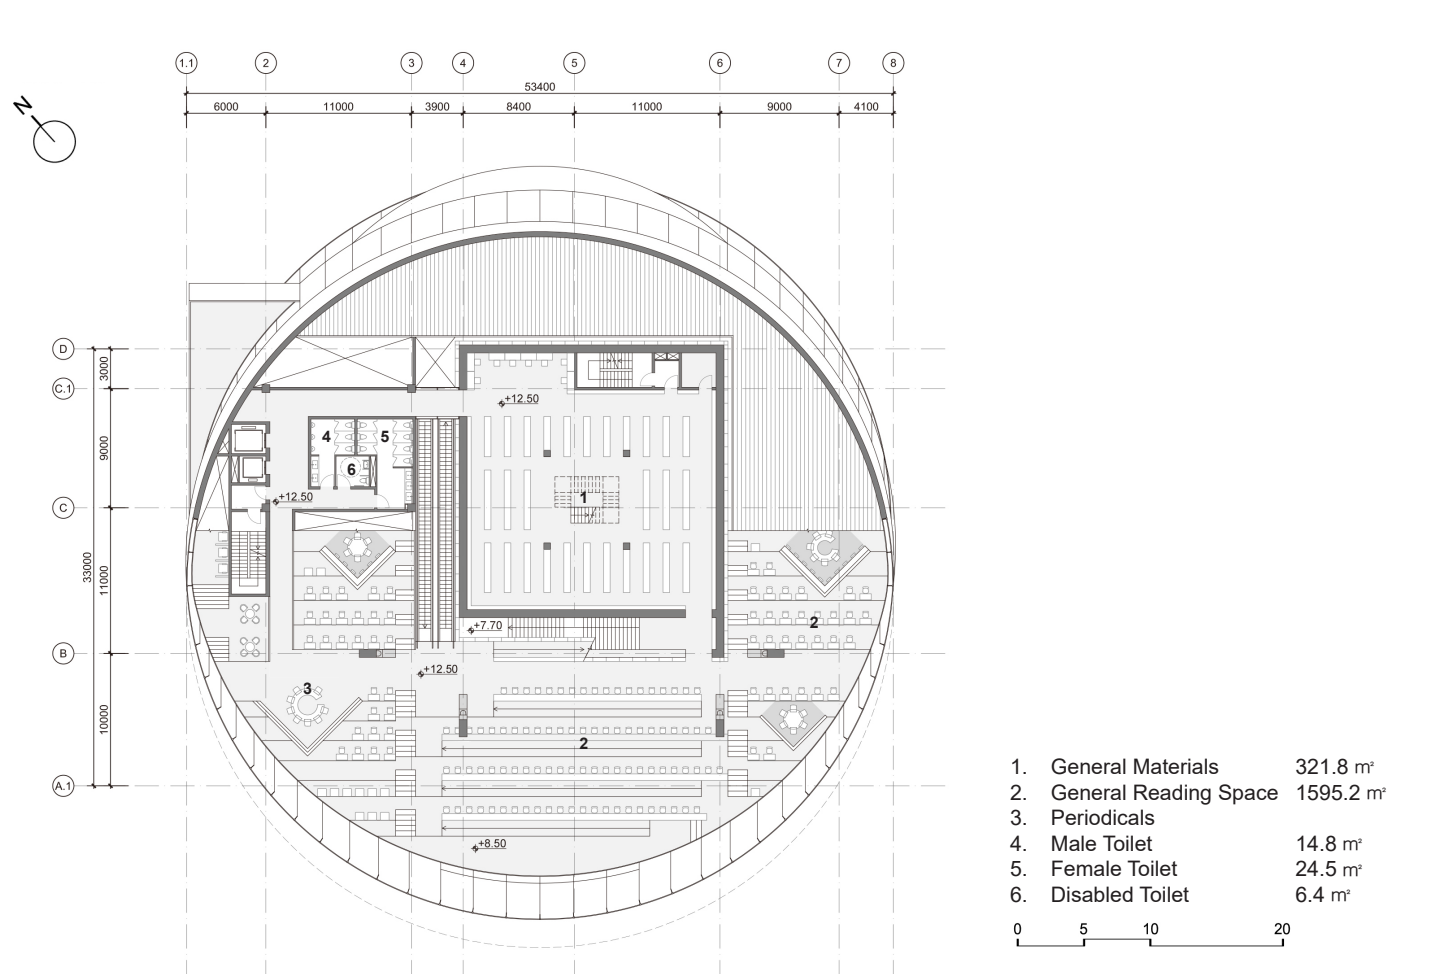 1.1 2 3 4 5 6 7 8
53400
6000 11000 3900 8400 11000 9000 4100
N
D
3000
C.1
+12.50
4 5
9000
6
1
+12.50
C
33000
11000
2
+7.70
B
+12.50
3
10000
2
A.1
+8.50
1. General Materials 321.8 m²
2. General Reading Space 1595.2 m²
3. Periodicals
4. Male Toilet 14.8 m²
5. Female Toilet 24.5 m²
6. Disabled Toilet 6.4 m²
0 5 10 20